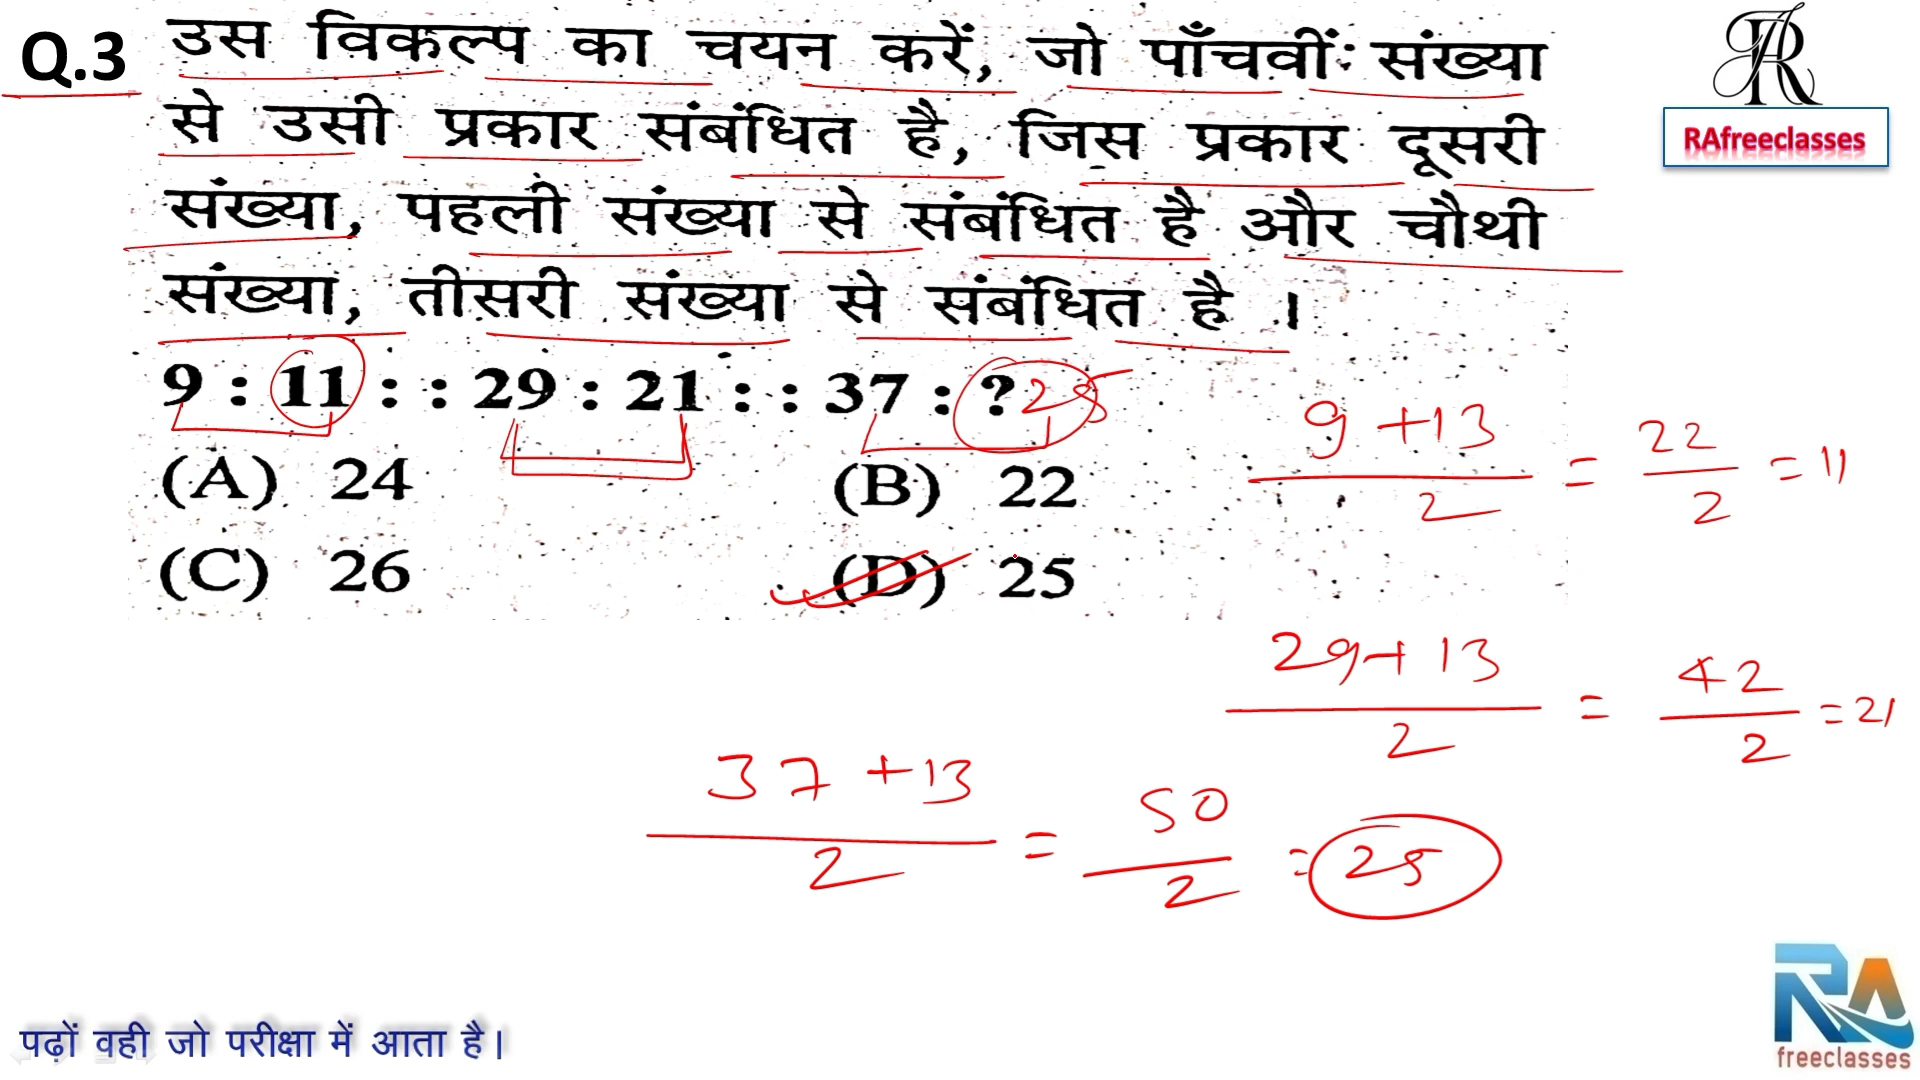 Q.3 उस विकल्प का चयन करें, जो पाँचवीं संख्या
से उसी प्रकार संबंधित है, जिस प्रकार दूसरी
संख्या, पहली संख्या से संबंधित है और चौथी
संख्या, तीसरी संख्या से संबंधित है ।
9 : 11 : : 29 : 21 : : 37 : ? 25
(A) 24 (B) 22
(C) 26 (D) 25
RAfreeclasses
9 + 13 / 2 = 22 / 2 = 11
29 + 13 / 2 = 42 / 2 = 21
37 + 13 / 2 = 50 / 2 = 25
पढ़ों वही जो परीक्षा में आता है।
RA
freeclasses